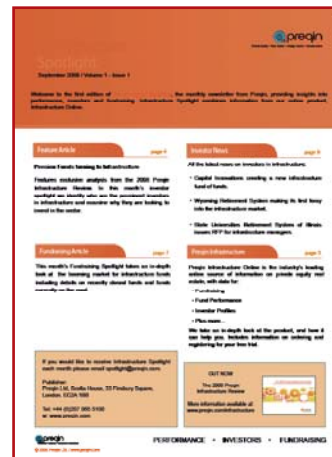 preqin
Spotlight
September 2008 / Volume 1 - Issue 1
Welcome to the first edition of the monthly newsletter from Preqin, providing insights into
performance, investors and fundraising. Infrastructure Spotlight combines information from our online product,
Infrastructure Online.
Feature Article page
Pension Funds turning to Infrastructure
Features exclusive analysis from the 2008 Preqin
Infrastructure Review. In this month's investor
spotlight we identify who are the prominent investors
in infrastructure and examine why they are looking to
invest in the sector.
Investor News page
All the latest news on investors in infrastructure:
• Capital Innovations creating a new infrastructure
fund of funds.
• Wyoming Retirement System making its first foray
into the infrastructure market.
• State Universities Retirement System of Illinois
issues RFP for infrastructure managers.
Fundraising Article page
This month's Fundraising Spotlight takes an in-depth
look at the booming market for infrastructure funds
including details on recently closed funds and funds
currently on the road.
Preqin Infrastructure page
Preqin Infrastructure Online is the industry's leading
online source of information on private equity real
estate, with data for:
- Fundraising
- Fund Performance
- Investor Profiles
- Plus more...
We take an in-depth look at the product, and how it
can help you. Includes information on ordering and
registering for your free trial.
If you would like to receive Infrastructure Spotlight
each month please email spotlight@preqin.com.
Publisher:
Preqin Ltd, Scotia House, 33 Finsbury Square,
London. EC2A 1BB
Tel: +44 (0)207 065 5100
w: www.preqin.com
OUT NOW
The 2008 Preqin
Infrastructure Review
More information available at:
www.preqin.com/infrastructure
preqin
PERFORMANCE • INVESTORS • FUNDRAISING